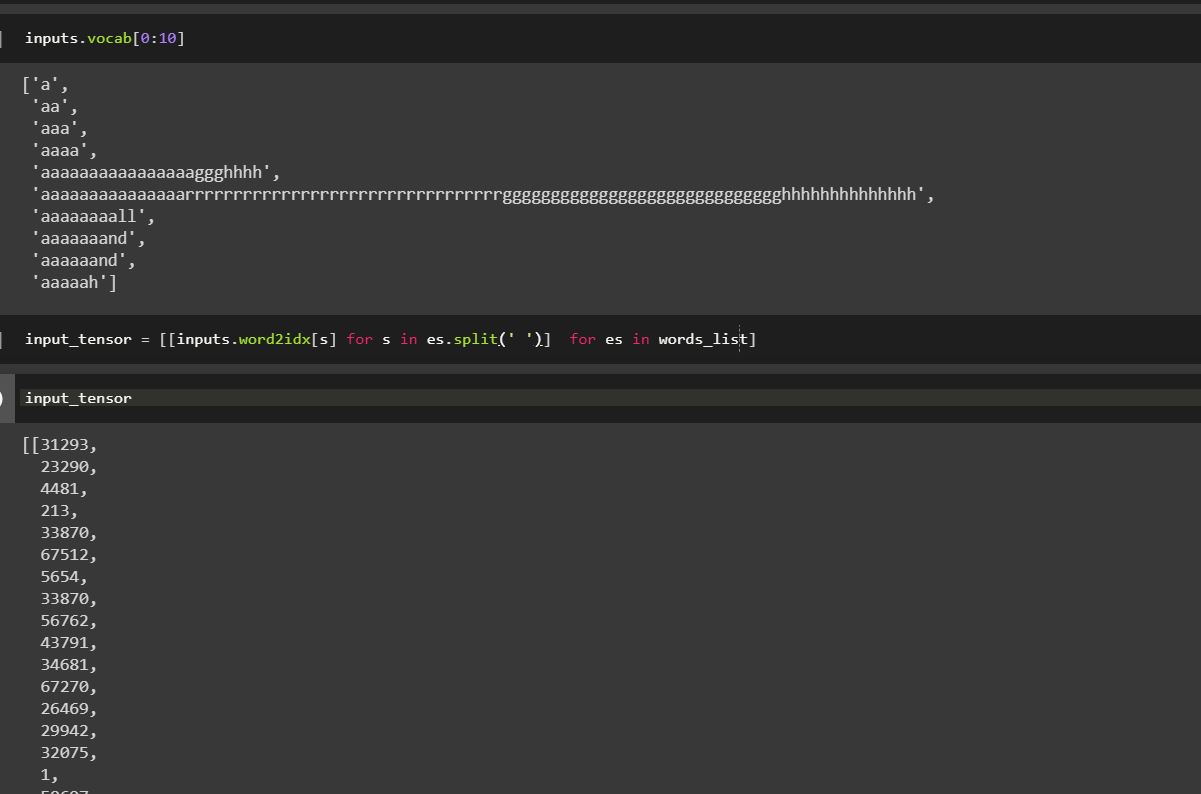 inputs.vocab[0:10]
['a',
'aa',
'aaa',
'aaaa',
'aaaaaaaaaaaaaaaaggghhhh',
'aaaaaaaaaaaaaaarrrrrrrrrrrrrrrrrrrrrrrrrrrrrrrrrggggggggggggggggggggggggggggghhhhhhhhhhhhhh',
'aaaaaaaall',
'aaaaaaand',
'aaaaaand',
'aaaaah']
input_tensor = [[inputs.word2idx[s] for s in es.split(' ')]  for es in words_list]
input_tensor
[[31293,
23290,
4481,
213,
33870,
67512,
5654,
33870,
56762,
43791,
34681,
67270,
26469,
29942,
32075,
1,